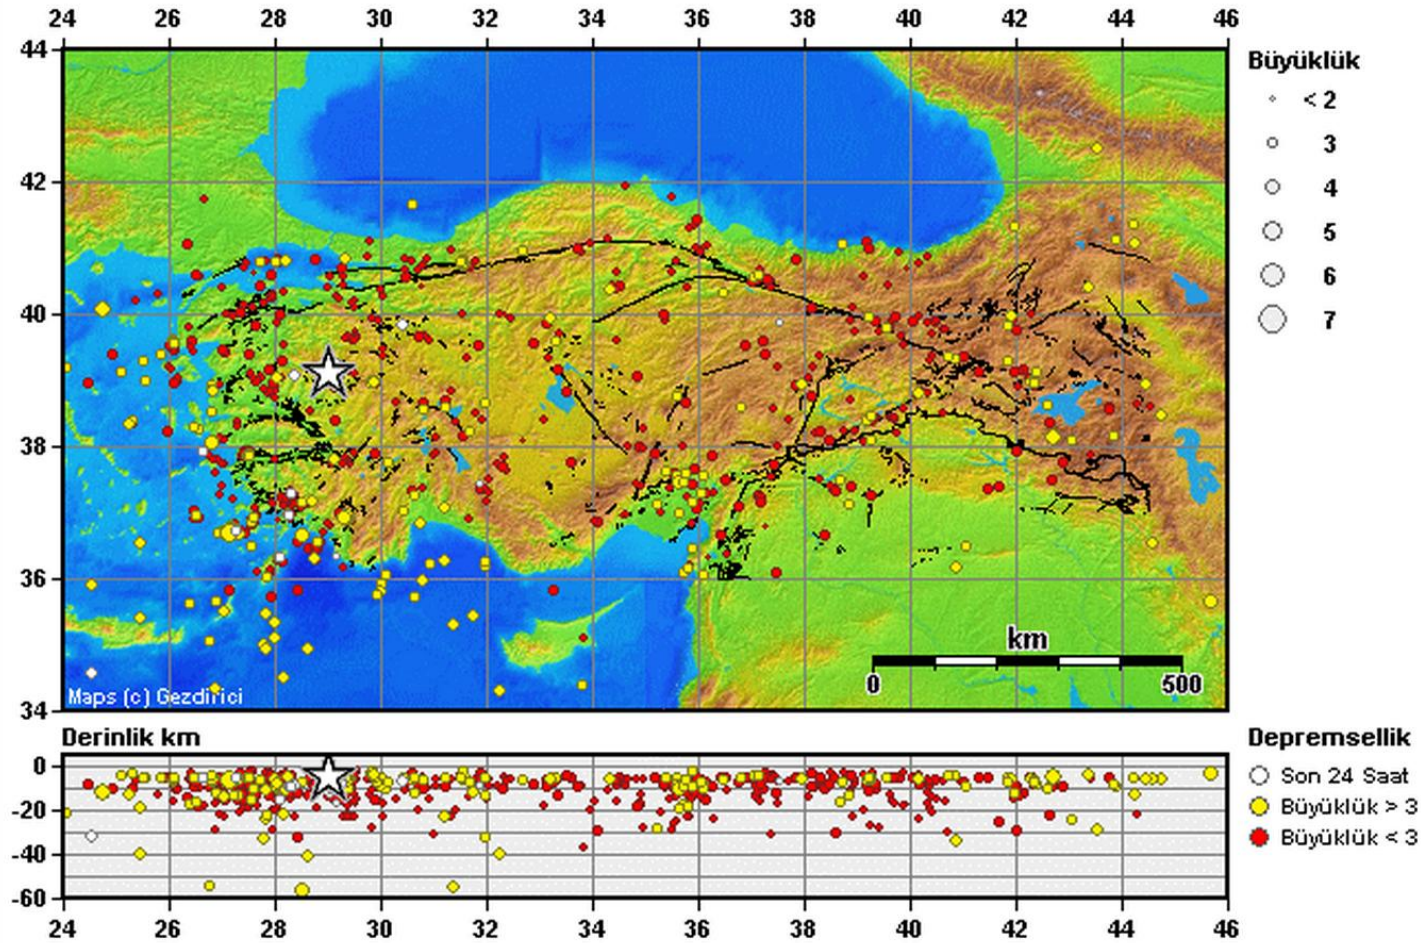 24 26 28 30 32 34 36 38 40 42 44 46
44
42
40
38
36
34
Büyüklük
< 2
3
4
5
6
7
km
0 500
Maps (c) Gezdirici
Derinlik km
0
-20
-40
-60
24 26 28 30 32 34 36 38 40 42 44 46
Depremsellik
Son 24 Saat
Büyüklük > 3
Büyüklük < 3